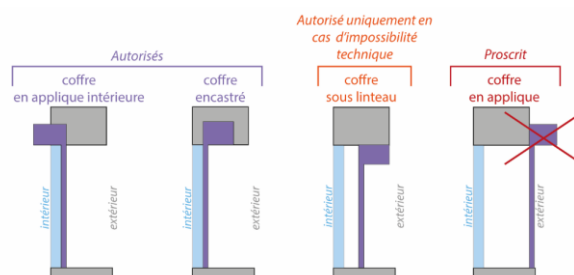 Autorisé uniquement en
cas d'impossibilité
technique
Autorisés
Proscrit
coffre
en applique intérieure
coffre
encastré
coffre
sous linteau
coffre
en applique
intérieur
extérieur
intérieur
extérieur
intérieur
extérieur
intérieur
extérieur